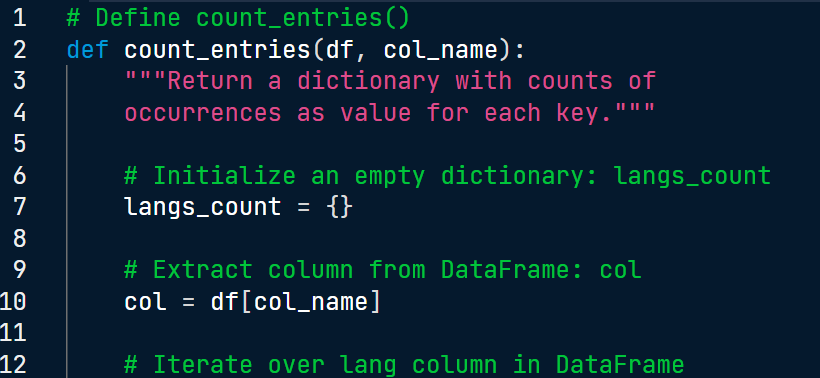 1 # Define count_entries()
2 def count_entries(df, col_name):
3     """Return a dictionary with counts of
4     occurrences as value for each key."""
5
6     # Initialize an empty dictionary: langs_count
7     langs_count = {}
8
9     # Extract column from DataFrame: col
10     col = df[col_name]
11
12     # Iterate over lang column in DataFrame